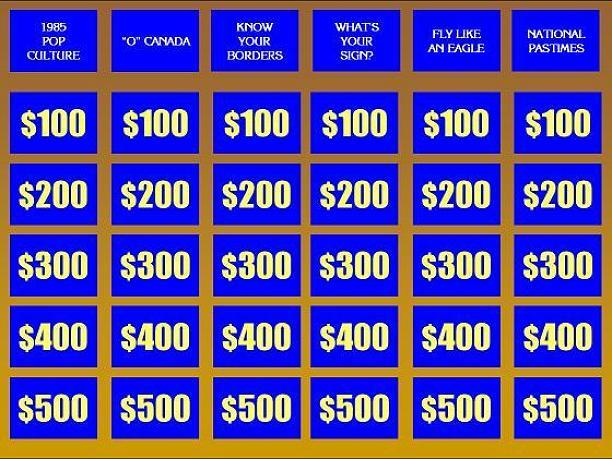 1985
POP
CULTURE
"O" CANADA
KNOW
YOUR
BORDERS
WHAT'S
YOUR
SIGN?
FLY LIKE
AN EAGLE
NATIONAL
PASTIMES
$100 $100 $100 $100 $100 $100
$200 $200 $200 $200 $200 $200
$300 $300 $300 $300 $300 $300
$400 $400 $400 $400 $400 $400
$500 $500 $500 $500 $500 $500